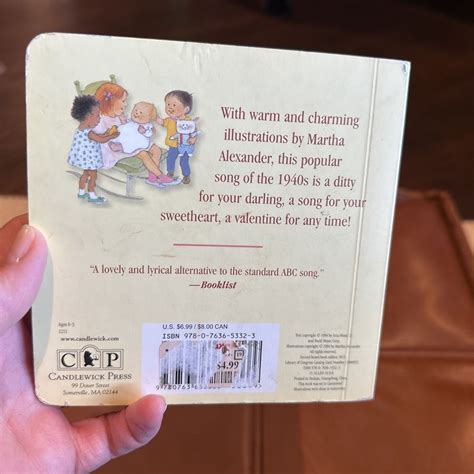 With warm and charming
illustrations by Martha
Alexander, this popular
song of the 1940s is a ditty
for your darling, a song for your
sweetheart, a valentine for any time!
"A lovely and lyrical alternative to the standard ABC song."
—Booklist
www.candlewick.com
C P
CANDLEWICK PRESS
99 Dover Street
Somerville, MA 02144
U.S. $6.99 / $8.00 CAN
ISBN 978-0-7636-5332-3
$4.99